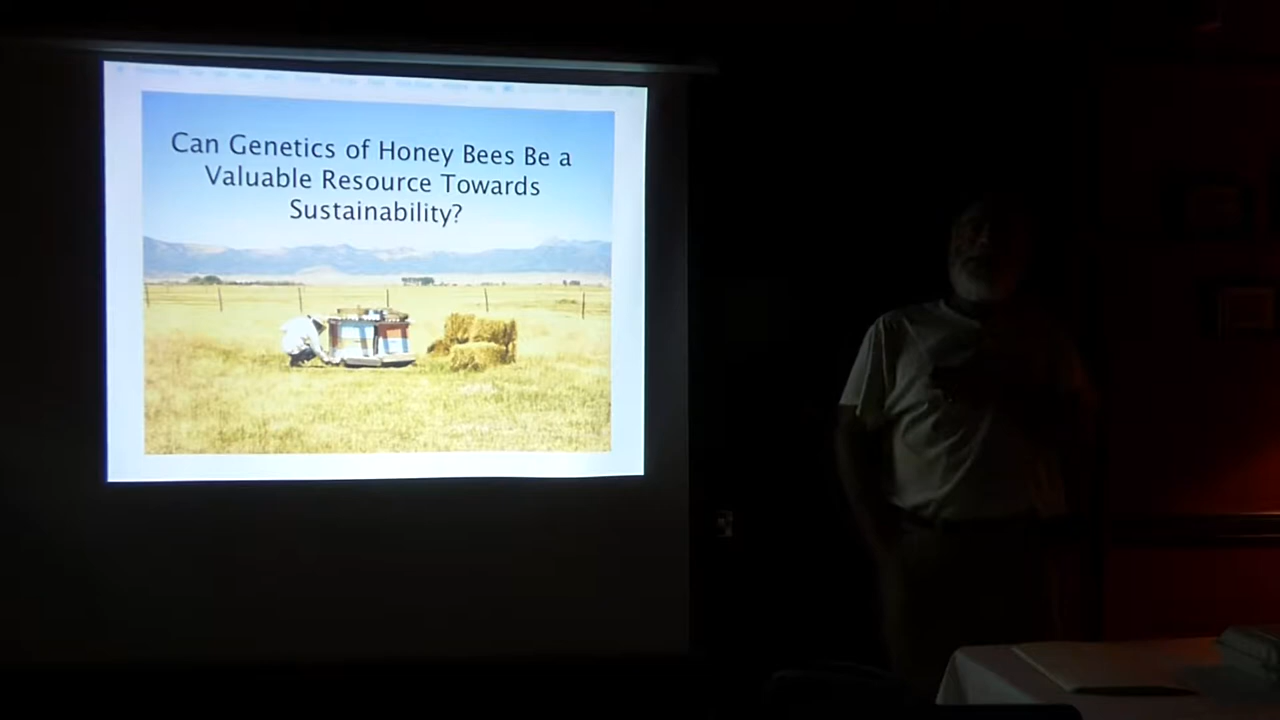 Can Genetics of Honey Bees Be a
Valuable Resource Towards
Sustainability?